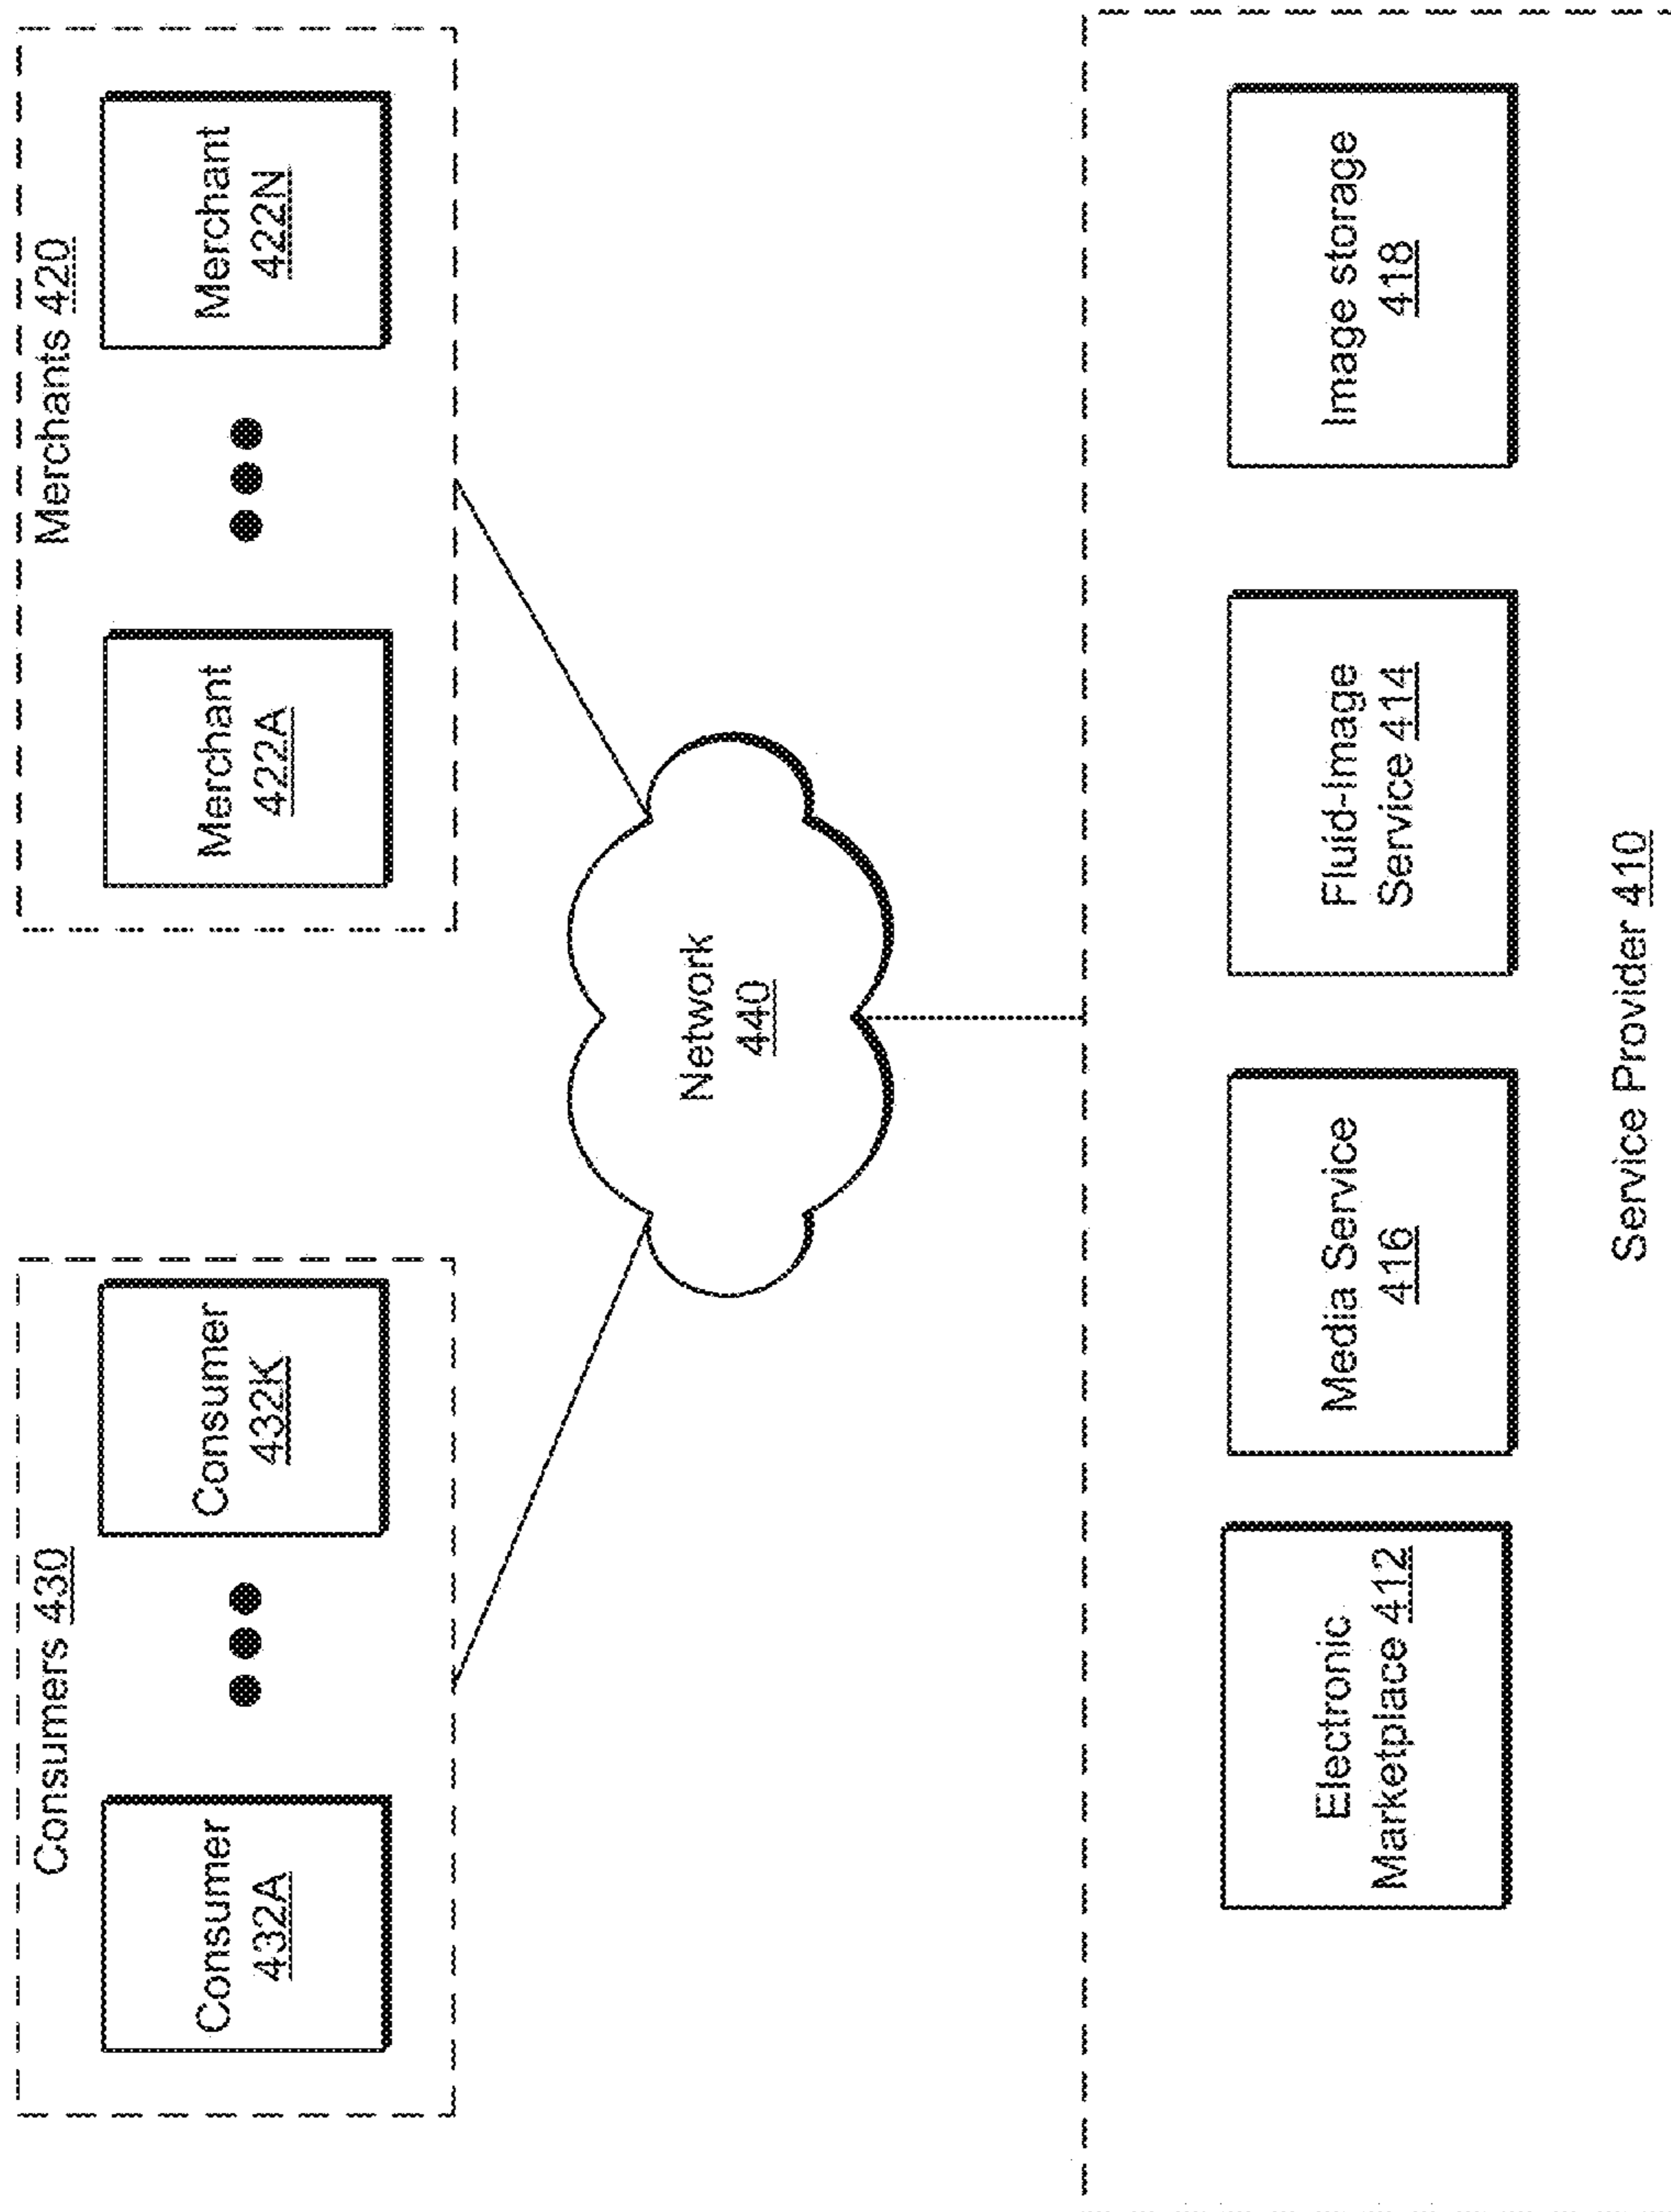 Consumers 430
Consumer
432A
Consumer
432K
Merchants 420
Merchant
422A
Merchant
422N
Network
440
Electronic
Marketplace 412
Media Service
416
Fluid-Image
Service 414
Image storage
418
Service Provider 410